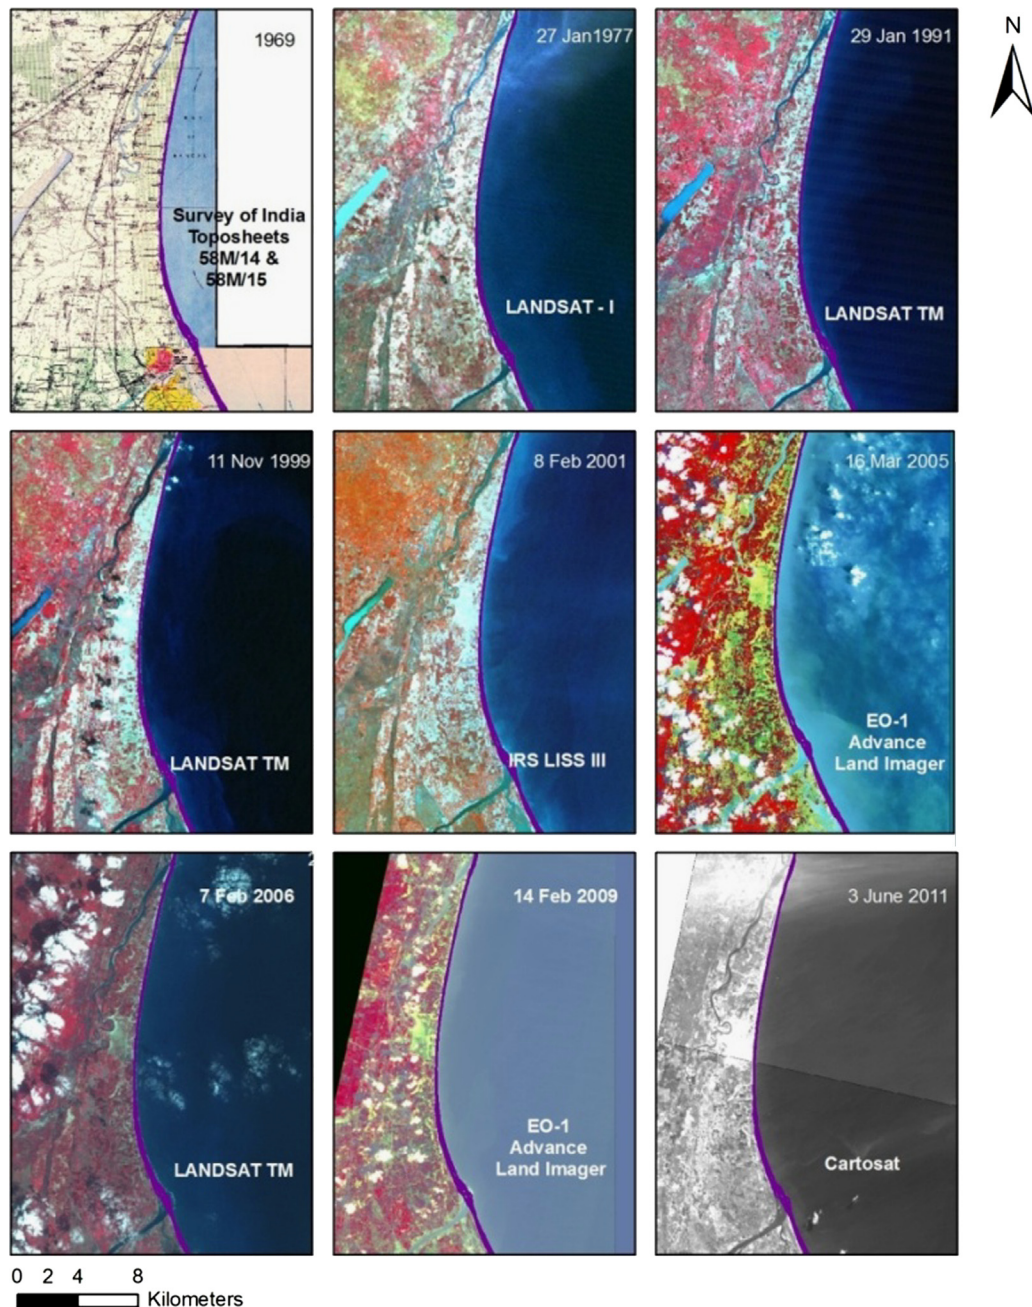 N
1969
Survey of India
Toposheets
58M/14 &
58M/15
27 Jan1977
LANDSAT - I
29 Jan 1991
LANDSAT TM
11 Nov 1999
LANDSAT TM
8 Feb 2001
IRS LISS III
16 Mar 2005
EO-1
Advance
Land Imager
7 Feb 2006
LANDSAT TM
14 Feb 2009
EO-1
Advance
Land Imager
3 June 2011
Cartosat
0 2 4 8
Kilometers